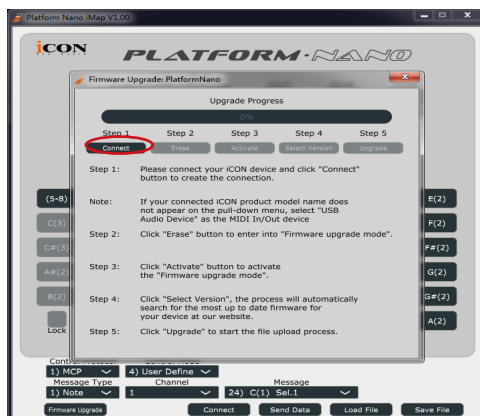 Platform Nano iMap V1.00
iCON
PLATFORM·NANO
Firmware Upgrade: PlatformNano
Upgrade Progress
0%
Step 1 Step 2 Step 3 Step 4 Step 5
Connect Erase Activate Select Version Upgrade
Step 1: Please connect your iCON device and click "Connect"
button to create the connection.
Note: If your connected iCON product model name does
not appear on the pull-down menu, select "USB
Audio Device" as the MIDI In/Out device
Step 2: Click "Erase" button to enter into "Firmware upgrade mode".
Step 3: Click "Activate" button to activate
the "Firmware upgrade mode".
Step 4: Click "Select Version", the process will automatically
search for the most up to date firmware for
your device at our website.
Step 5: Click "Upgrade" to start the file upload process.
(5-8) E(2)
C(3) F(2)
C#(3) F#(2)
A#(2) G(2)
B(2) G#(2)
A(2)
Lock
1) MCP 4) User Define
Message Type Channel Message
1) Note 1 24) C(1) Sel.1
Firmware Upgrade Connect Send Data Load File Save File